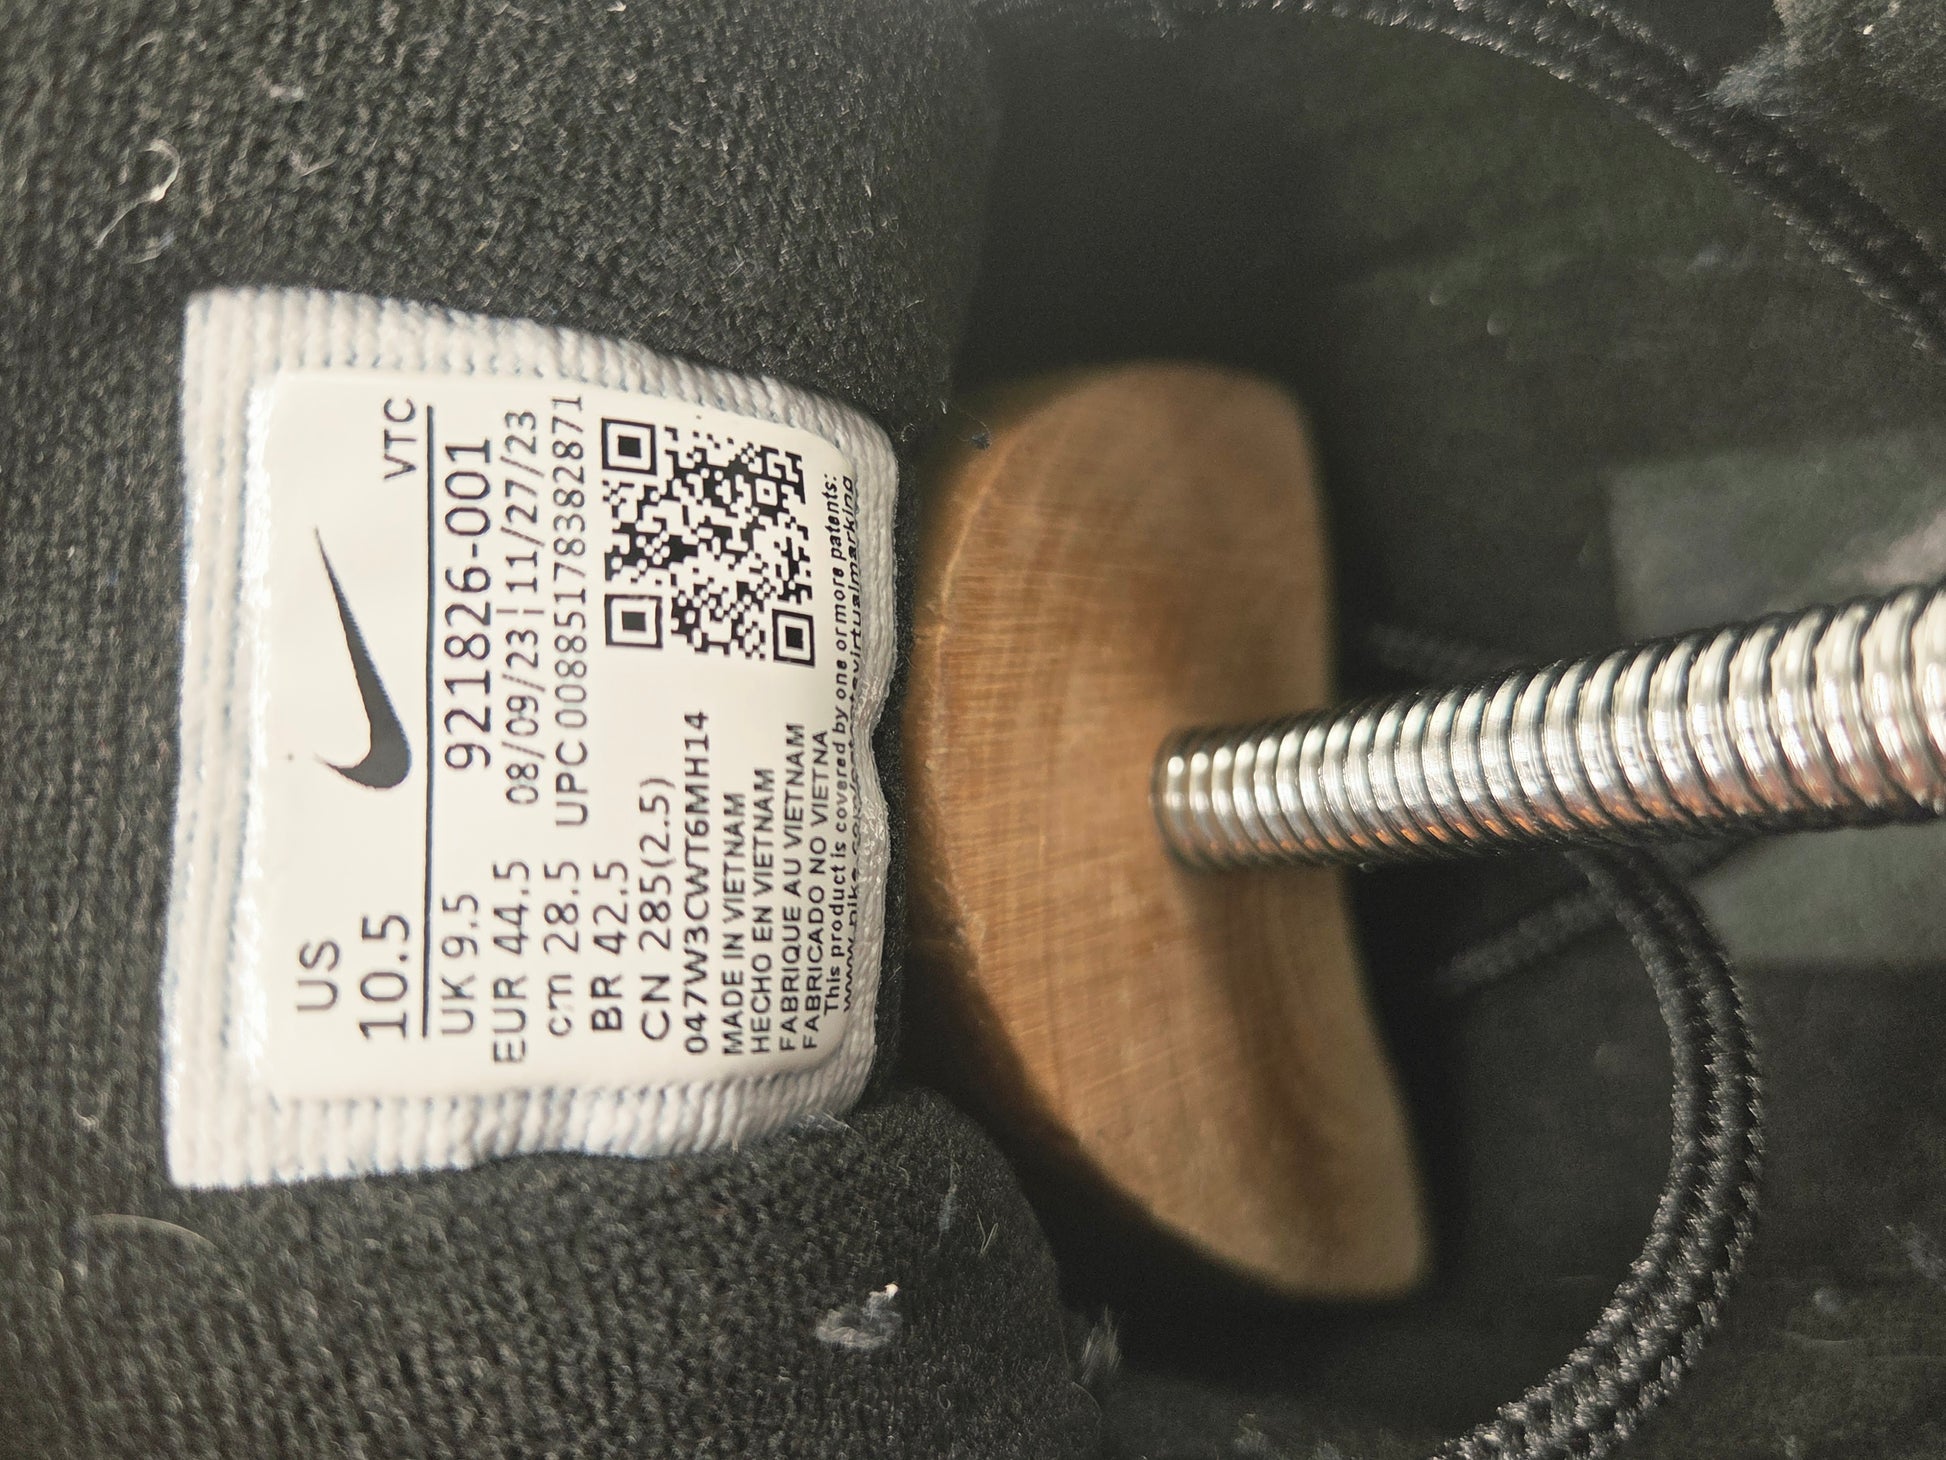 US
10.5
VTC
UK 9.5
921826-001
EUR 44.5
08/09/23 | 11/27/23
cm 28.5
UPC 00885178382871
BR 42.5
CN 285(2.5)
047W3CWT6MH14
MADE IN VIETNAM
HECHO EN VIETNAM
FABRIQUE AU VIETNAM
FABRICADO NO VIETNA
This product is covered by one or more patents: